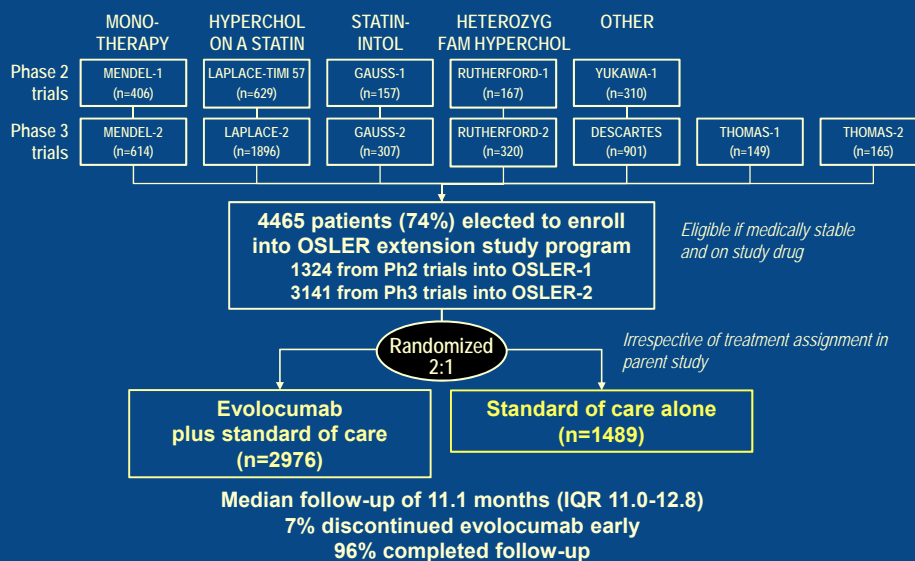 MONO-
THERAPY
HYPERCHOL
ON A STATIN
STATIN-
INTOL
HETEROZYG
FAM HYPERCHOL
OTHER
Phase 2
trials
MENDEL-1
(n=406)
LAPLACE-TIMI 57
(n=629)
GAUSS-1
(n=157)
RUTHERFORD-1
(n=167)
YUKAWA-1
(n=310)
Phase 3
trials
MENDEL-2
(n=614)
LAPLACE-2
(n=1896)
GAUSS-2
(n=307)
RUTHERFORD-2
(n=320)
DESCARTES
(n=901)
THOMAS-1
(n=149)
THOMAS-2
(n=165)
4465 patients (74%) elected to enroll
into OSLER extension study program
1324 from Ph2 trials into OSLER-1
3141 from Ph3 trials into OSLER-2
Eligible if medically stable
and on study drug
Randomized
2:1
Irrespective of treatment assignment in
parent study
Evolocumab
plus standard of care
(n=2976)
Standard of care alone
(n=1489)
Median follow-up of 11.1 months (IQR 11.0-12.8)
7% discontinued evolocumab early
96% completed follow-up